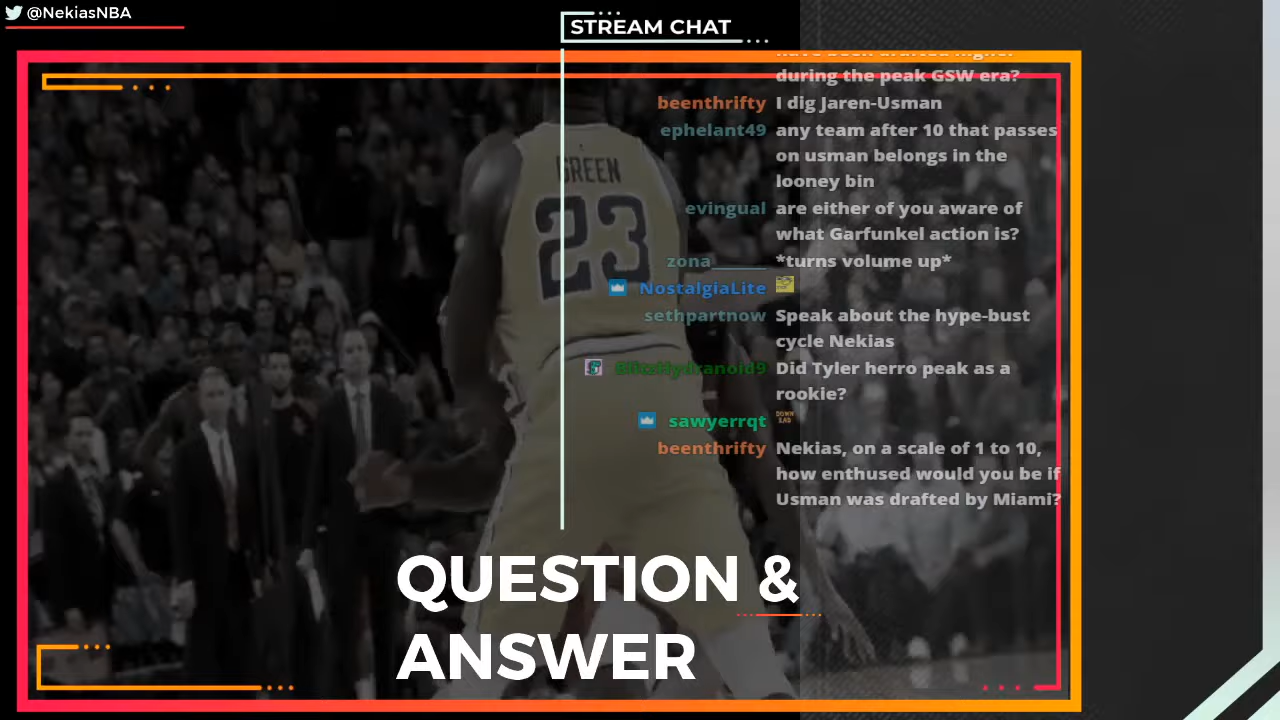 @NekiasNBA
STREAM CHAT
during the peak GSW era?
beenthrifty I dig Jaren-Usman
ephelant49 any team after 10 that passes
on usman belongs in the
looney bin
evingual are either of you aware of
what Garfunkel action is?
zona______ *turns volume up*
NostalgiaLite
sethpartnow Speak about the hype-bust
cycle Nekias
BlitzHydranoid9 Did Tyler herro peak as a
rookie?
sawyerrqt
beenthrifty Nekias, on a scale of 1 to 10,
how enthused would you be if
Usman was drafted by Miami?
GREEN
23
QUESTION &
ANSWER